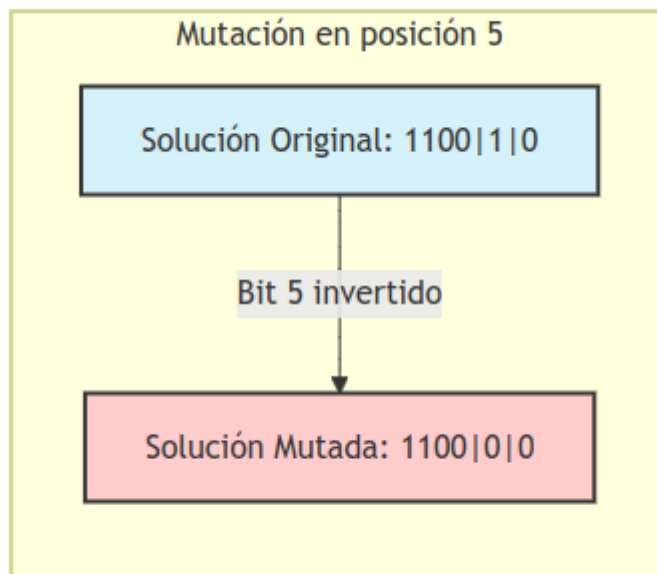 Mutación en posición 5
Solución Original: 1100|1|0
Bit 5 invertido
Solución Mutada: 1100|0|0